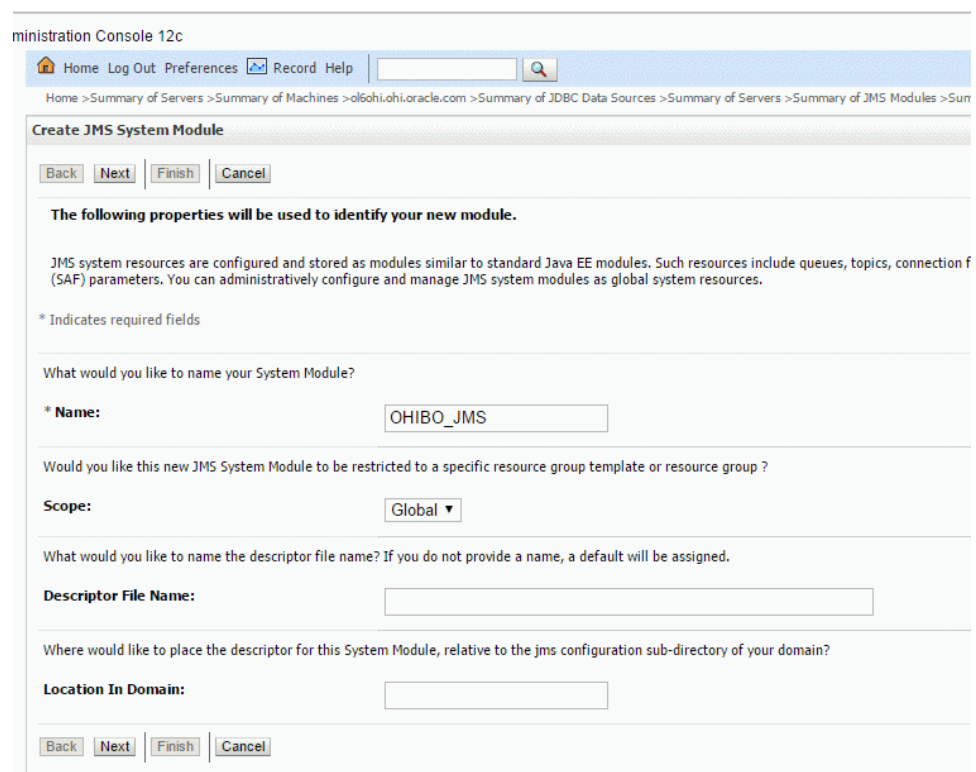 ministration Console 12c
Home Log Out Preferences Record Help
Home >Summary of Servers >Summary of Machines >ol6ohi.ohi.oracle.com >Summary of JDBC Data Sources >Summary of Servers >Summary of JMS Modules >Sum
Create JMS System Module
Back Next Finish Cancel
The following properties will be used to identify your new module.
JMS system resources are configured and stored as modules similar to standard Java EE modules. Such resources include queues, topics, connection f
(SAF) parameters. You can administratively configure and manage JMS system modules as global system resources.
* Indicates required fields
What would you like to name your System Module?
* Name: OHIBO_JMS
Would you like this new JMS System Module to be restricted to a specific resource group template or resource group ?
Scope: Global
What would you like to name the descriptor file name? If you do not provide a name, a default will be assigned.
Descriptor File Name:
Where would like to place the descriptor for this System Module, relative to the jms configuration sub-directory of your domain?
Location In Domain:
Back Next Finish Cancel